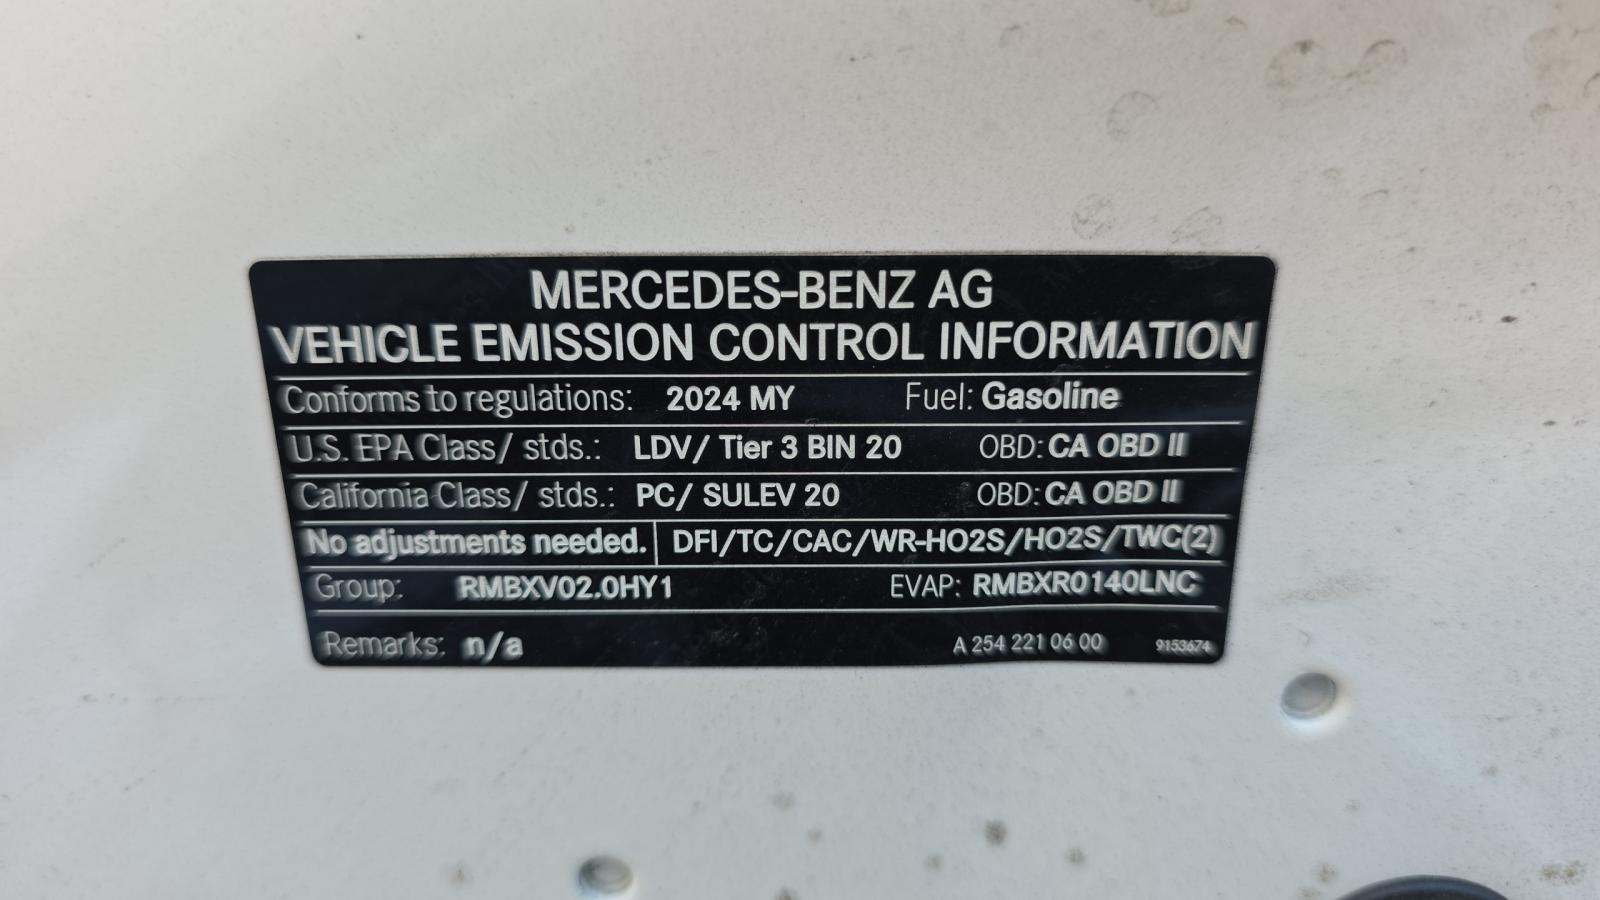 MERCEDES-BENZ AG
VEHICLE EMISSION CONTROL INFORMATION
Conforms to regulations: 2024 MY Fuel: Gasoline
U.S. EPA Class/ stds.: LDV/ Tier 3 BIN 20 OBD: CA OBD II
California Class/ stds.: PC/ SULEV 20 OBD: CA OBD II
No adjustments needed. DFI/TC/CAC/WR-HO2S/HO2S/TWC(2)
Group: RMBXV02.0HY1 EVAP: RMBXR0140LNC
Remarks: n/a A 254 221 06 00 9153674